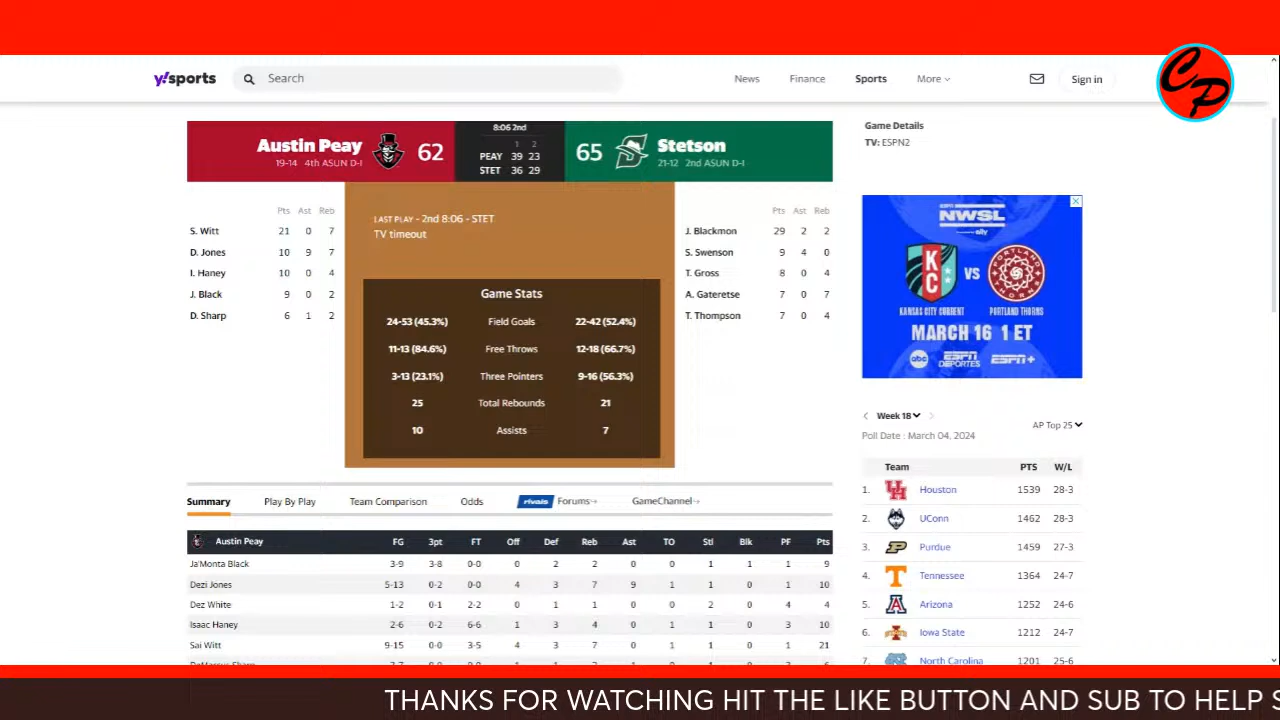 y!sports
Search
News Finance Sports More
Sign in
CP
Austin Peay
19-14 4th ASUN D-I
62
8:06 2nd
1 2
PEAY 39 23
STET 36 29
65
Stetson
21-12 2nd ASUN D-I
Game Details
TV: ESPN2
Pts Ast Reb
S. Witt 21 0 7
D. Jones 10 9 7
I. Haney 10 0 4
J. Black 9 0 2
D. Sharp 6 1 2
LAST PLAY - 2nd 8:06 - STET
TV timeout
Game Stats
24-53 (45.3%) Field Goals 22-42 (52.4%)
11-13 (84.6%) Free Throws 12-18 (66.7%)
3-13 (23.1%) Three Pointers 9-16 (56.3%)
25 Total Rebounds 21
10 Assists 7
Pts Ast Reb
J. Blackmon 29 2 2
S. Swenson 9 4 0
T. Gross 8 0 4
A. Gateretse 7 0 7
T. Thompson 7 0 4
ESPN
NWSL
ally
KC VS
KANSAS CITY CURRENT PORTLAND THORNS
MARCH 16 1 ET
abc ESPN DEPORTES ESPN+
Week 18
AP Top 25
Poll Date : March 04, 2024
Team PTS W/L
1. Houston 1539 28-3
2. UConn 1462 28-3
3. Purdue 1459 27-3
4. Tennessee 1364 24-7
5. Arizona 1252 24-6
6. Iowa State 1212 24-7
7. North Carolina 1201 25-6
Summary Play By Play Team Comparison Odds rivals Forums GameChannel
Austin Peay FG 3pt FT Off Def Reb Ast TO Stl Blk PF Pts
Ja'Monta Black 3-9 3-8 0-0 0 2 2 0 0 1 1 1 9
Dezi Jones 5-13 0-2 0-0 4 3 7 9 1 1 0 1 10
Dez White 1-2 0-1 2-2 0 1 1 0 0 2 0 4 4
Isaac Haney 2-6 0-2 6-6 1 3 4 0 1 1 0 3 10
Sai Witt 9-15 0-0 3-5 4 3 7 0 1 1 0 1 21
THANKS FOR WATCHING HIT THE LIKE BUTTON AND SUB TO HELP